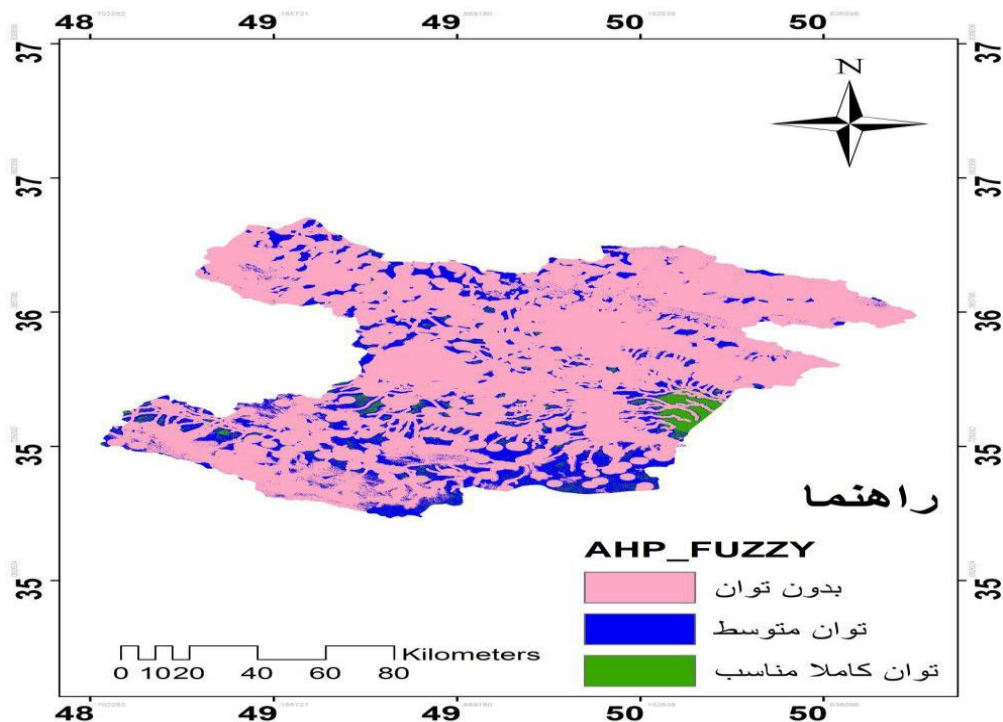 48 49 49 50 50
37 37
N
37 37
36 36
35 35
راهنما
AHP_FUZZY
35 35
بدون توان
توان متوسط
توان کاملا مناسب
Kilometers
0 10 20 40 60 80
48 49 49 50 50